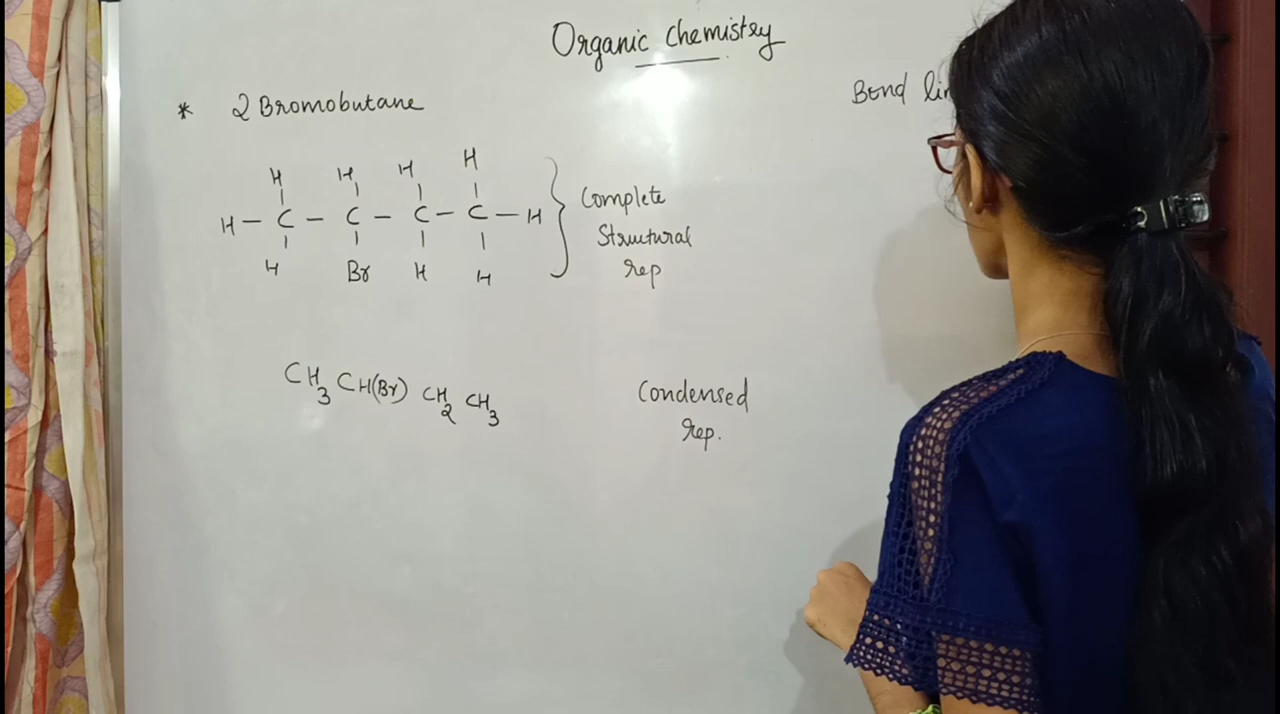 Organic Chemistry
* 2 Bromobutane
Bond
H H H H
H – C – C – C – C – H
H Br H H
Complete
Structural
rep
CH3 CH(Br) CH2 CH3
Condensed
rep.